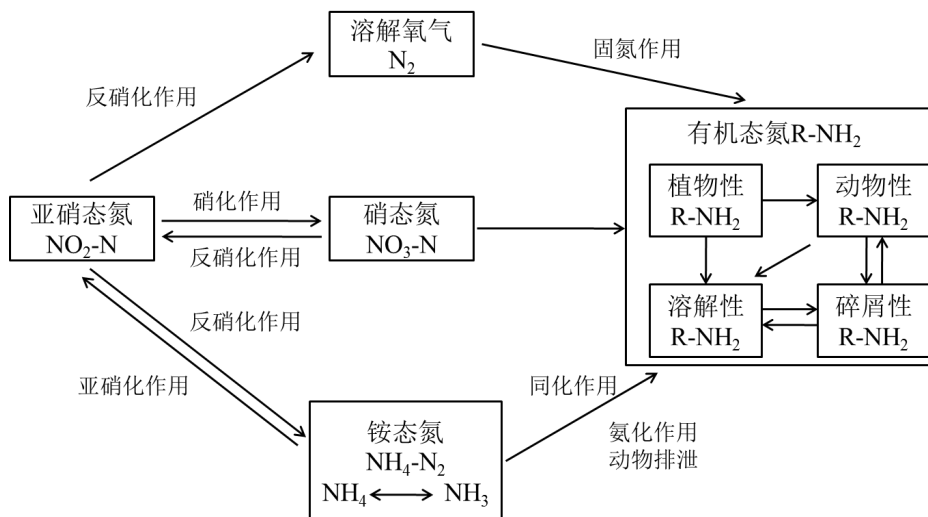 溶解氧气
N₂
固氮作用
反硝化作用
有机态氮R-NH₂
植物性
R-NH₂
动物性
R-NH₂
亚硝态氮
NO₂-N
硝化作用
反硝化作用
硝态氮
NO₃-N
溶解性
R-NH₂
碎屑性
R-NH₂
反硝化作用
亚硝化作用
同化作用
氨化作用
动物排泄
铵态氮
NH₄-N₂
NH₄
NH₃